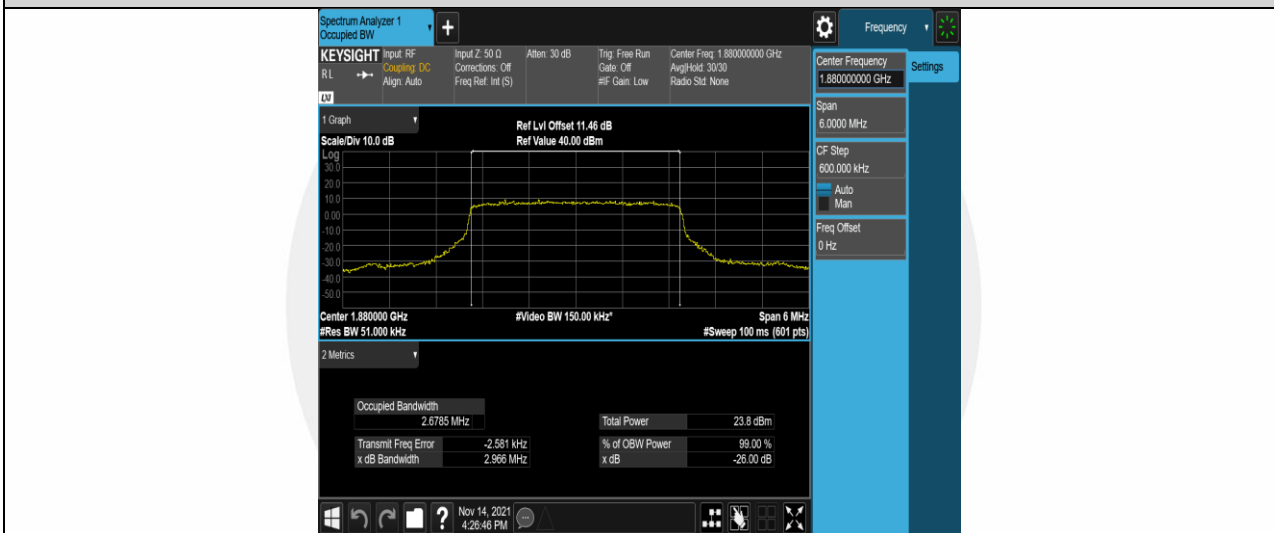 Spectrum Analyzer 1
Occupied BW
Frequency
KEYSIGHT
RL
LXI
Input: RF
Coupling: DC
Align: Auto
Input Z: 50 Ω
Corrections: Off
Freq Ref: Int (S)
Atten: 30 dB
Trig: Free Run
Gate: Off
#IF Gain: Low
Center Freq: 1.880000000 GHz
Avg|Hold: 30/30
Radio Std: None
Center Frequency
1.880000000 GHz
Settings
Span
6.0000 MHz
CF Step
600.000 kHz
Auto
Man
Freq Offset
0 Hz
1 Graph
Scale/Div 10.0 dB
Ref Lvl Offset 11.46 dB
Ref Value 40.00 dBm
Log
30.0
20.0
10.0
0.00
-10.0
-20.0
-30.0
-40.0
-50.0
Center 1.880000 GHz
#Video BW 150.00 kHz*
Span 6 MHz
#Res BW 51.000 kHz
#Sweep 100 ms (601 pts)
2 Metrics
Occupied Bandwidth
2.6785 MHz
Total Power 23.8 dBm
Transmit Freq Error -2.581 kHz
% of OBW Power 99.00 %
x dB Bandwidth 2.966 MHz
x dB -26.00 dB
?
Nov 14, 2021
4:26:46 PM